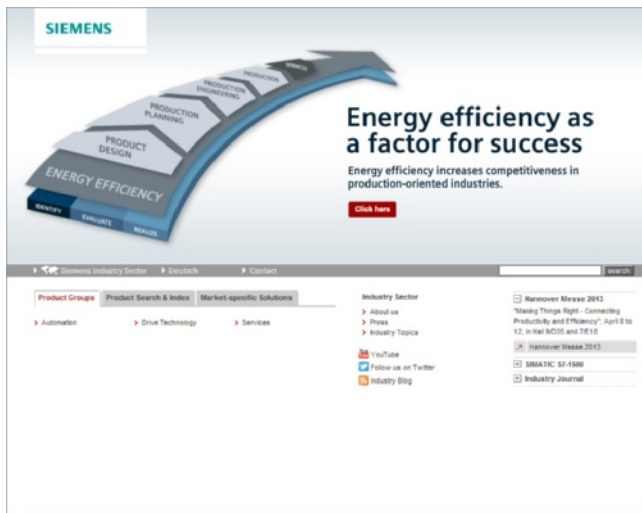 SIEMENS
SERVICES
PRODUCTION
PRODUCTION
ENGINEERING
PRODUCTION
PLANNING
PRODUCT
DESIGN
ENERGY EFFICIENCY
IDENTIFY
EVALUATE
REALIZE
Energy efficiency as
a factor for success
Energy efficiency increases competitiveness in
production-oriented industries.
Click here
Siemens Industry Sector Deutsch Contact search
Product Groups Product Search & Index Market-specific Solutions
Automation Drive Technology Services
Industry Sector
About us
Press
Industry Topics
YouTube
Follow us on Twitter
Industry Blog
Hannover Messe 2013
"Making Things Right - Connecting
Productivity and Efficiency"; April 8 to
12, in Hall 9/D35 and 7/E18.
Hannover Messe 2013
SIMATIC S7-1500
Industry Journal